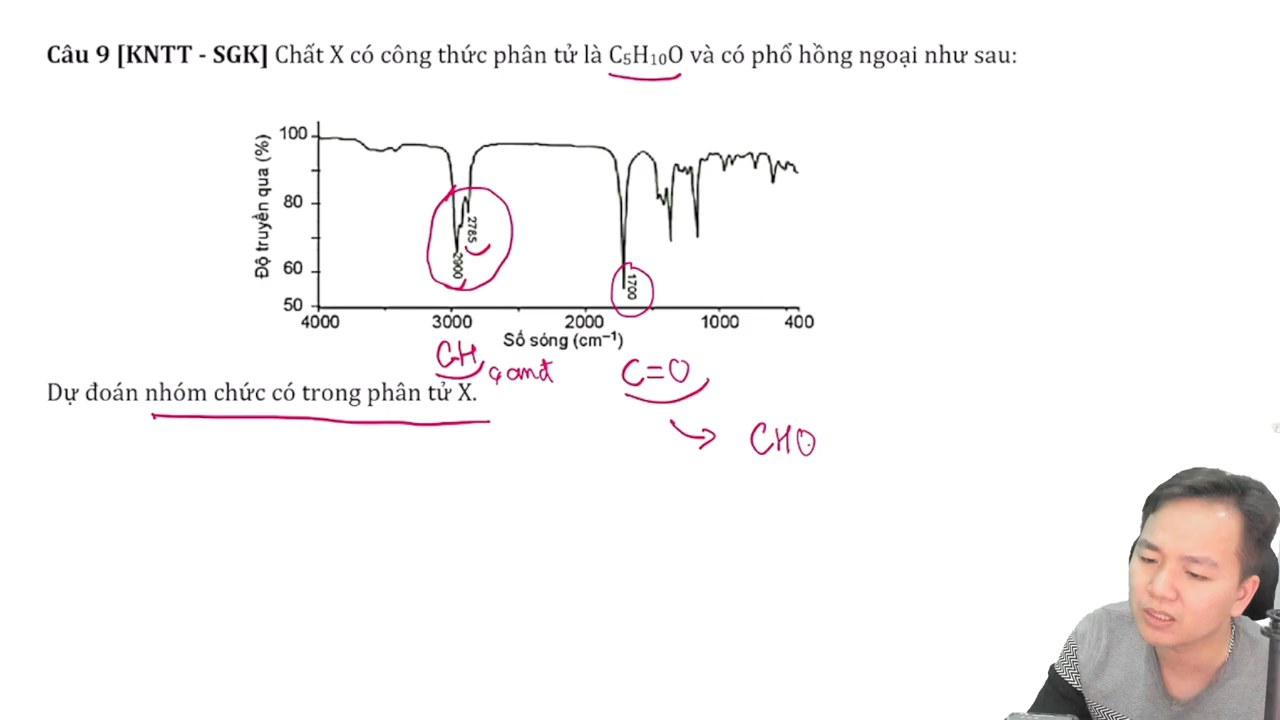 Câu 9 [KNTT - SGK] Chất X có công thức phân tử là C₅H₁₀O và có phổ hồng ngoại như sau:
Độ truyền qua (%)
100
80
60
50
2785
2900
1700
4000
3000
2000
1000
400
Số sóng (cm⁻¹)
CH
C=O
Dự đoán nhóm chức có trong phân tử X.
CHO